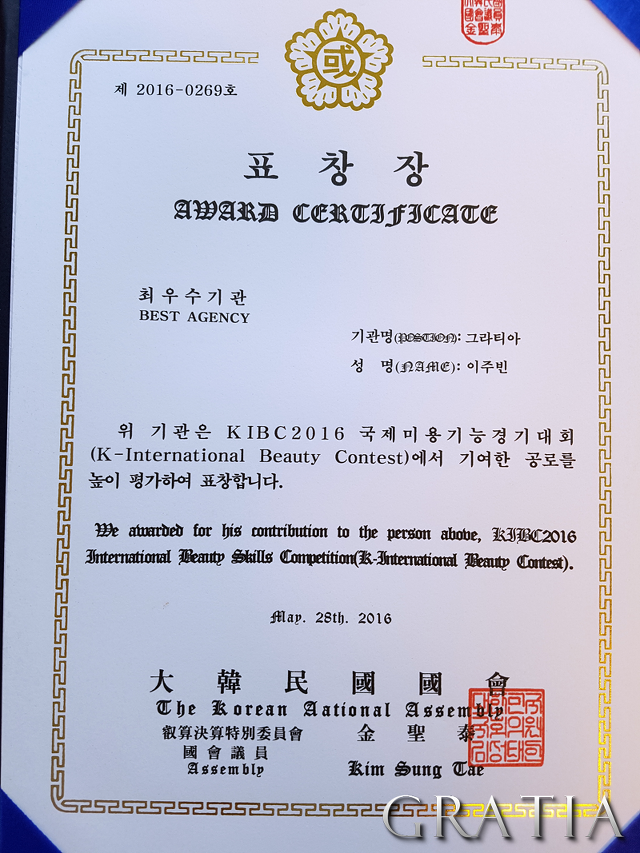 或
제 2016-0269호
표 창 장
AWARD CERTIFICATE
최우수기관
BEST AGENCY
기관명(POSTION): 그라티아
성 명(NAME): 이주빈
위 기관은 KIBC2016 국제미용기능경기대회
(K-International Beauty Contest)에서 기여한 공로를
높이 평가하여 표창합니다.
We awarded for his contribution to the person above, KIBC2016
International Beauty Skills Competition(K-International Beauty Contest).
May. 28th. 2016
大韓民國國會
The Korean Aational Assembly
叡算決算特別委員會 金聖泰
國會議員
Assembly Kim Sung Tae
GRATIA